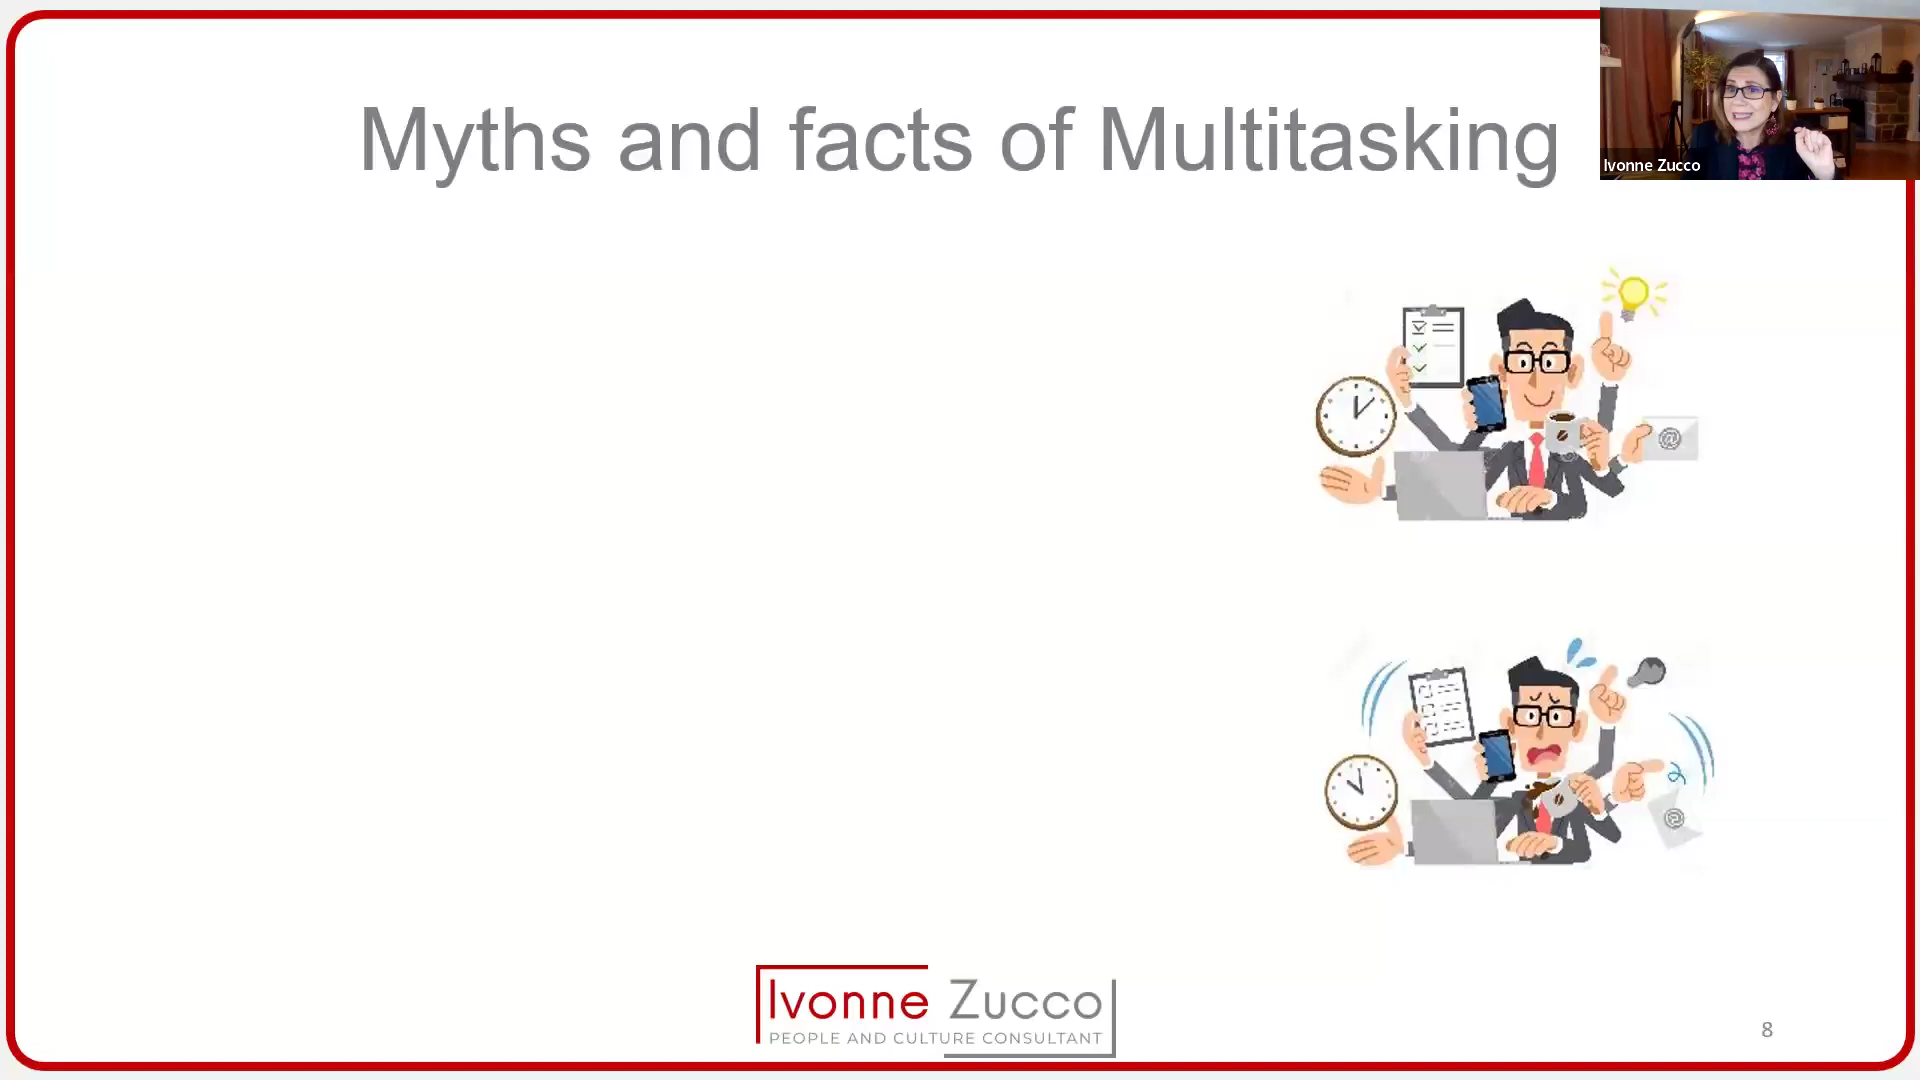 Myths and facts of Multitasking
Ivonne Zucco
@
@
Ivonne Zucco
PEOPLE AND CULTURE CONSULTANT
8